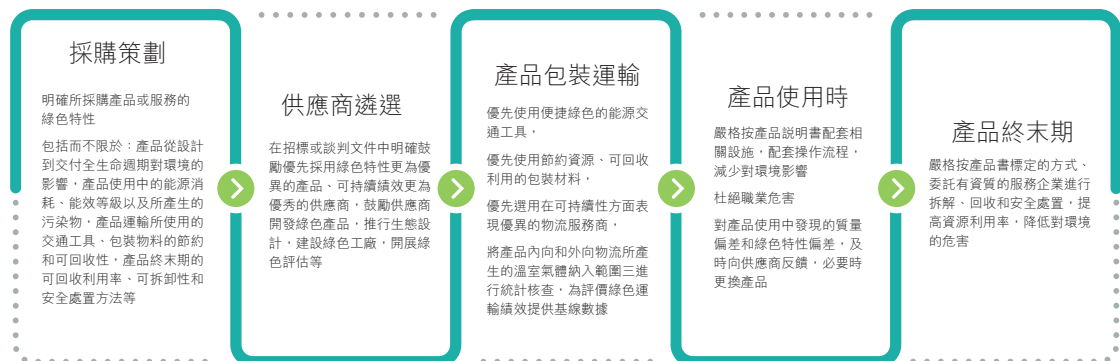 採購策劃
明確所採購產品或服務的
綠色特性
包括而不限於：產品從設計
到交付全生命週期對環境的
影響，產品使用中的能源消
耗、能效等級以及所產生的
污染物，產品運輸所使用的
交通工具、包裝物料的節約
和可回收性，產品終末期的
可回收利用率、可拆卸性和
安全處置方法等
供應商遴選
在招標或談判文件中明確鼓
勵優先採用綠色特性更為優
異的產品、可持續績效更為
優秀的供應商，鼓勵供應商
開發綠色產品，推行生態設
計，建設綠色工廠，開展綠
色評估等
產品包裝運輸
優先使用便捷綠色的能源交
通工具，
優先使用節約資源、可回收
利用的包裝材料，
優先選用在可持續性方面表
現優異的物流服務商，
將產品內向和外向物流所產
生的溫室氣體納入範圍三進
行統計核查，為評價綠色運
輸績效提供基線數據
產品使用時
嚴格按產品說明書配套相
關設施，配套操作流程，
減少對環境影響
杜絕職業危害
對產品使用中發現的質量
偏差和綠色特性偏差，及
時向供應商反饋，必要時
更換產品
產品終末期
嚴格按產品書標定的方式、
委託有資質的服務企業進行
拆解、回收和安全處置，提
高資源利用率，降低對環境
的危害